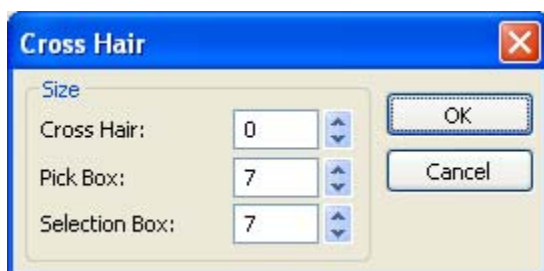 Cross Hair
Size
Cross Hair: 0
OK
Pick Box: 7
Cancel
Selection Box: 7